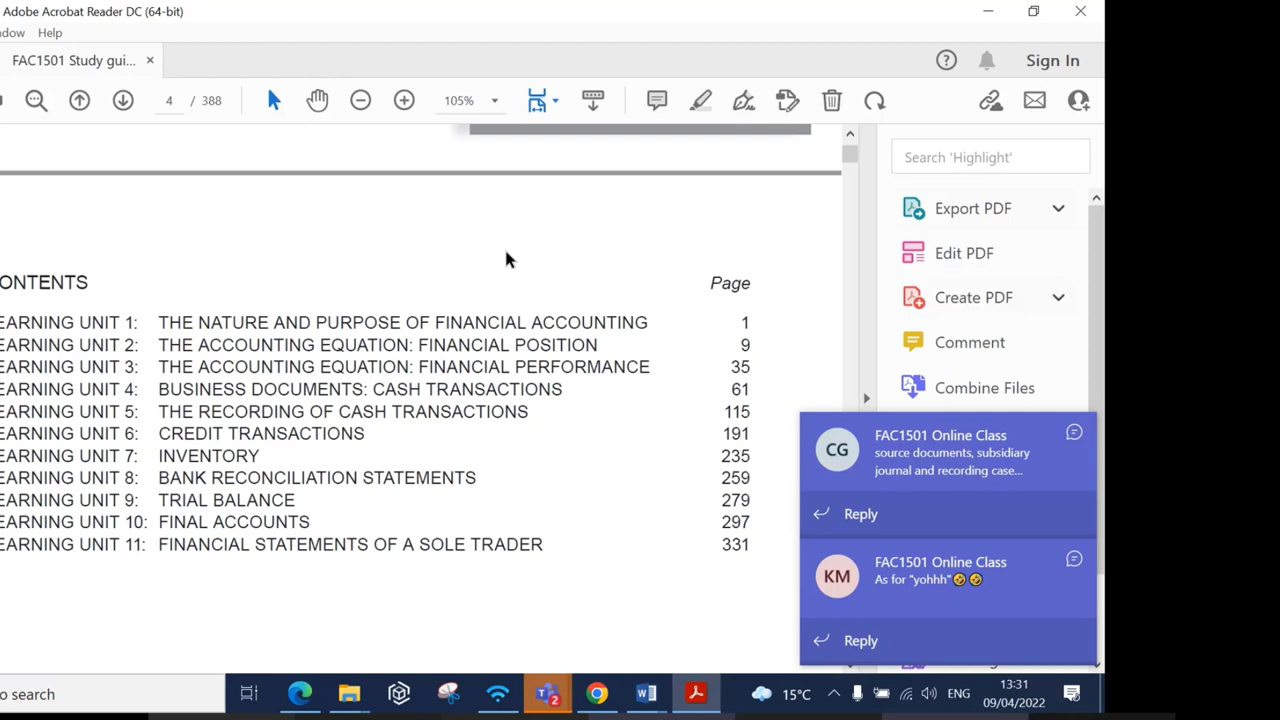 Adobe Acrobat Reader DC (64-bit)
ndow Help
FAC1501 Study gui... ×
Sign In
4 / 388
105%
Search 'Highlight'
Export PDF
Edit PDF
Create PDF
Comment
Combine Files
ONTENTS Page
EARNING UNIT 1: THE NATURE AND PURPOSE OF FINANCIAL ACCOUNTING 1
EARNING UNIT 2: THE ACCOUNTING EQUATION: FINANCIAL POSITION 9
EARNING UNIT 3: THE ACCOUNTING EQUATION: FINANCIAL PERFORMANCE 35
EARNING UNIT 4: BUSINESS DOCUMENTS: CASH TRANSACTIONS 61
EARNING UNIT 5: THE RECORDING OF CASH TRANSACTIONS 115
EARNING UNIT 6: CREDIT TRANSACTIONS 191
EARNING UNIT 7: INVENTORY 235
EARNING UNIT 8: BANK RECONCILIATION STATEMENTS 259
EARNING UNIT 9: TRIAL BALANCE 279
EARNING UNIT 10: FINAL ACCOUNTS 297
EARNING UNIT 11: FINANCIAL STATEMENTS OF A SOLE TRADER 331
CG
FAC1501 Online Class
source documents, subsidiary
journal and recording case...
Reply
KM
FAC1501 Online Class
As for "yohhh"🤣🤣
Reply
o search
2
15°C
ENG
13:31
09/04/2022